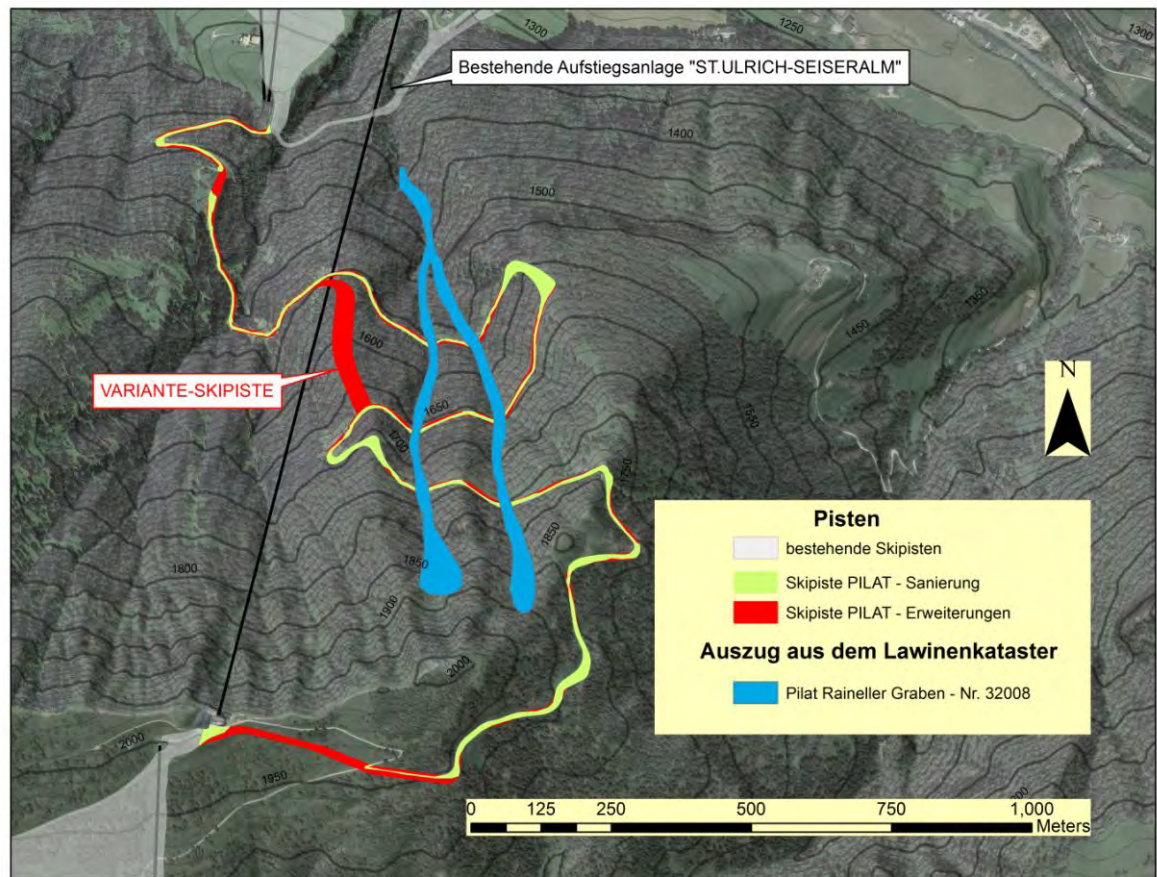 1300
1250
1300
Bestehende Aufstiegsanlage "ST.ULRICH-SEISERALM"
1400
1500
1350
1450
1600
VARIANTE-SKIPISTE
1650
1550
1700
1750
N
1850
1850
1800
1900
2000
2000
1950
Pisten
bestehende Skipisten
Skipiste PILAT - Sanierung
Skipiste PILAT - Erweiterungen
Auszug aus dem Lawinenkataster
Pilat Raineller Graben - Nr. 32008
0 125 250 500 750 1,000
Meters